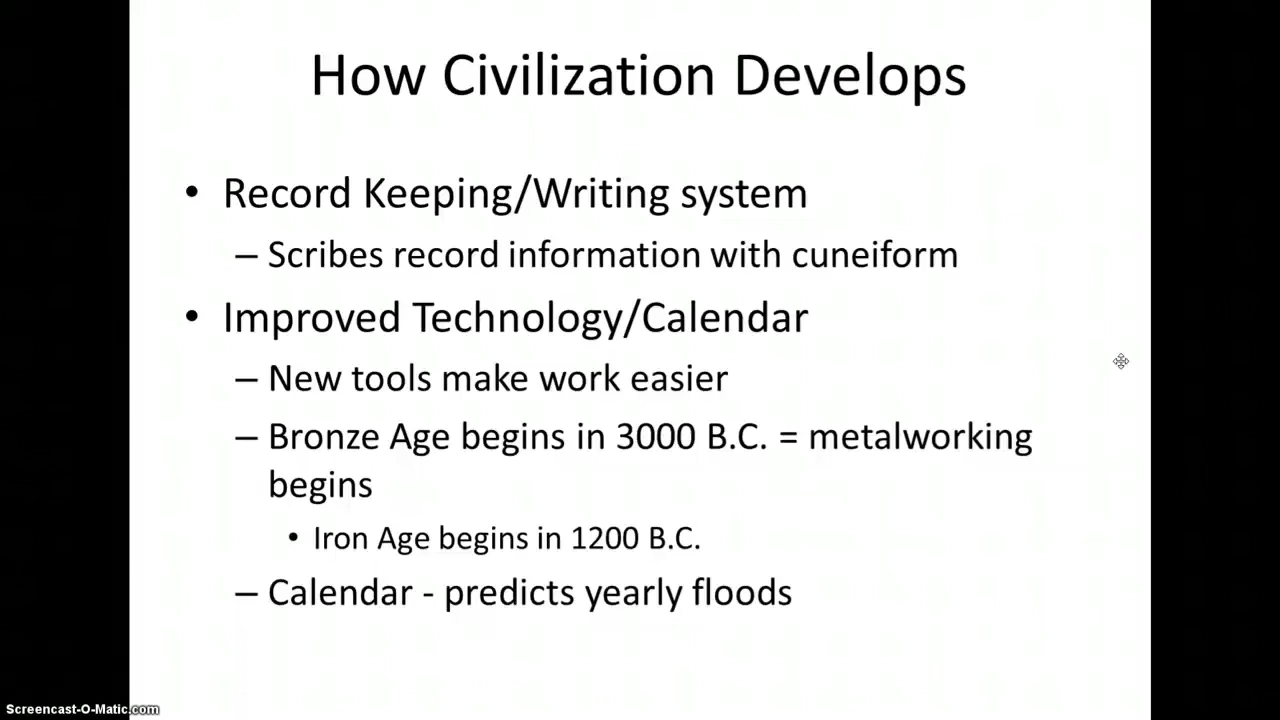 How Civilization Develops
• Record Keeping/Writing system
– Scribes record information with cuneiform
• Improved Technology/Calendar
– New tools make work easier
– Bronze Age begins in 3000 B.C. = metalworking
begins
• Iron Age begins in 1200 B.C.
– Calendar - predicts yearly floods
Screencast-O-Matic.com